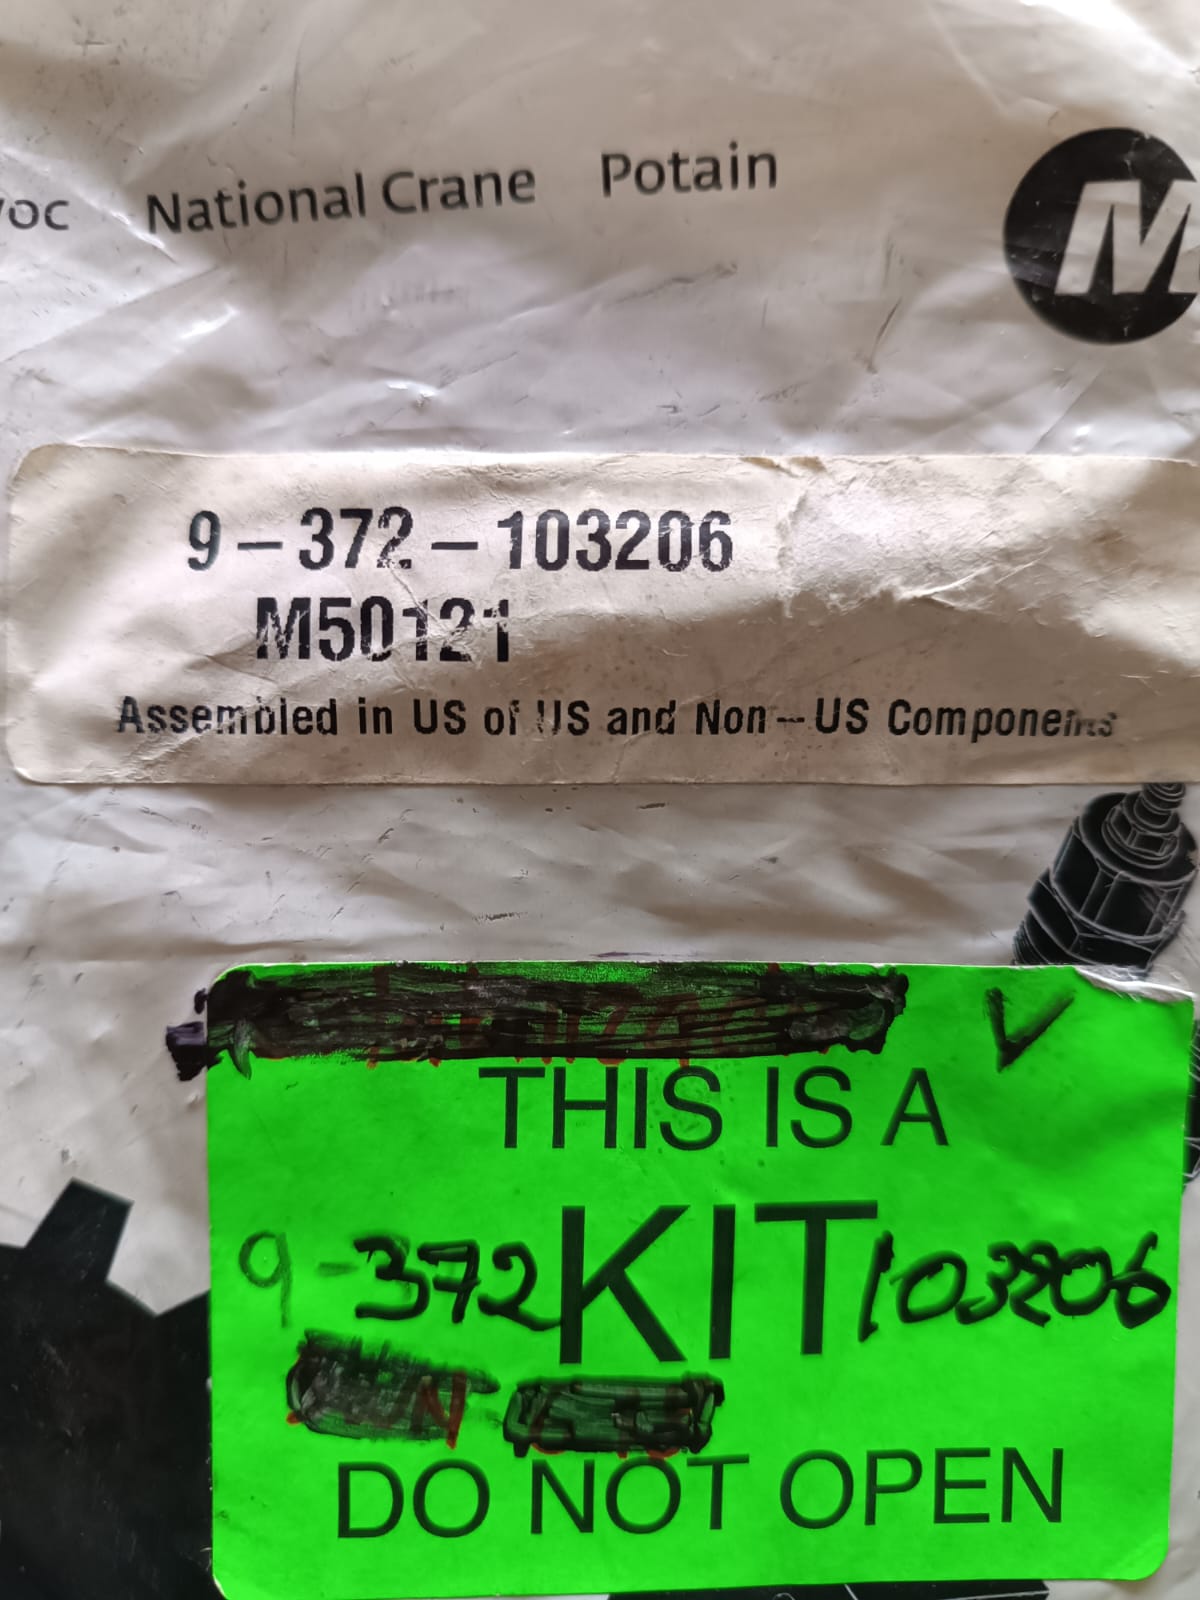 National Crane Potain
M
9-372-103206
M50121
Assembled in US of US and Non-US Components
V
THIS IS A
9-372 KIT 103206
DO NOT OPEN